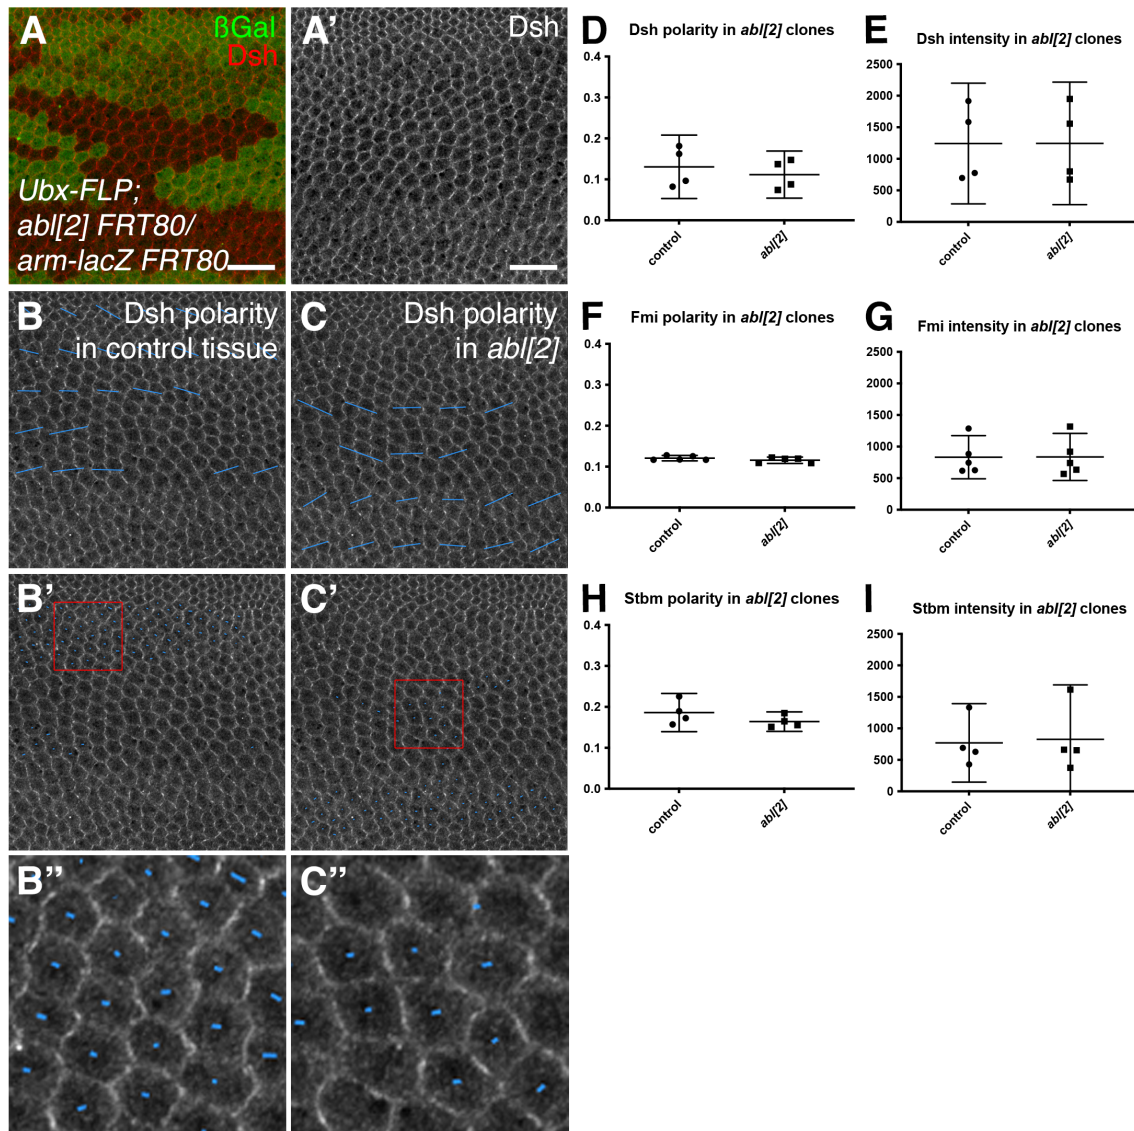 A
ßGal
Dsh
Ubx-FLP;
abl[2] FRT80/
arm-lacZ FRT80
A'
Dsh
B
Dsh polarity
in control tissue
C
Dsh polarity
in abl[2]
B'
C'
B''
C''
D
Dsh polarity in abl[2] clones
0.4
0.3
0.2
0.1
0.0
control
abl[2]
E
Dsh intensity in abl[2] clones
2500
2000
1500
1000
500
0
control
abl[2]
F
Fmi polarity in abl[2] clones
0.4
0.3
0.2
0.1
0.0
control
abl[2]
G
Fmi intensity in abl[2] clones
2500
2000
1500
1000
500
0
control
abl[2]
H
Stbm polarity in abl[2] clones
0.4
0.3
0.2
0.1
0.0
control
abl[2]
I
Stbm intensity in abl[2] clones
2500
2000
1500
1000
500
0
control
abl[2]